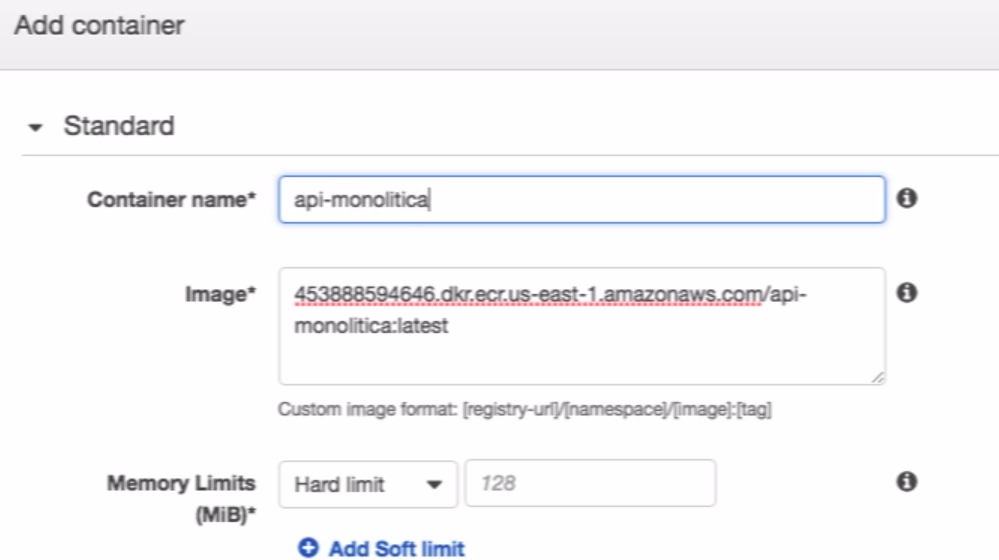 Add container
Standard
Container name* api-monolitica
Image* 453888594646.dkr.ecr.us-east-1.amazonaws.com/api-
monolitica:latest
Custom image format: [registry-url]/[namespace]/[image]:[tag]
Memory Limits Hard limit 128
(MiB)*
Add Soft limit